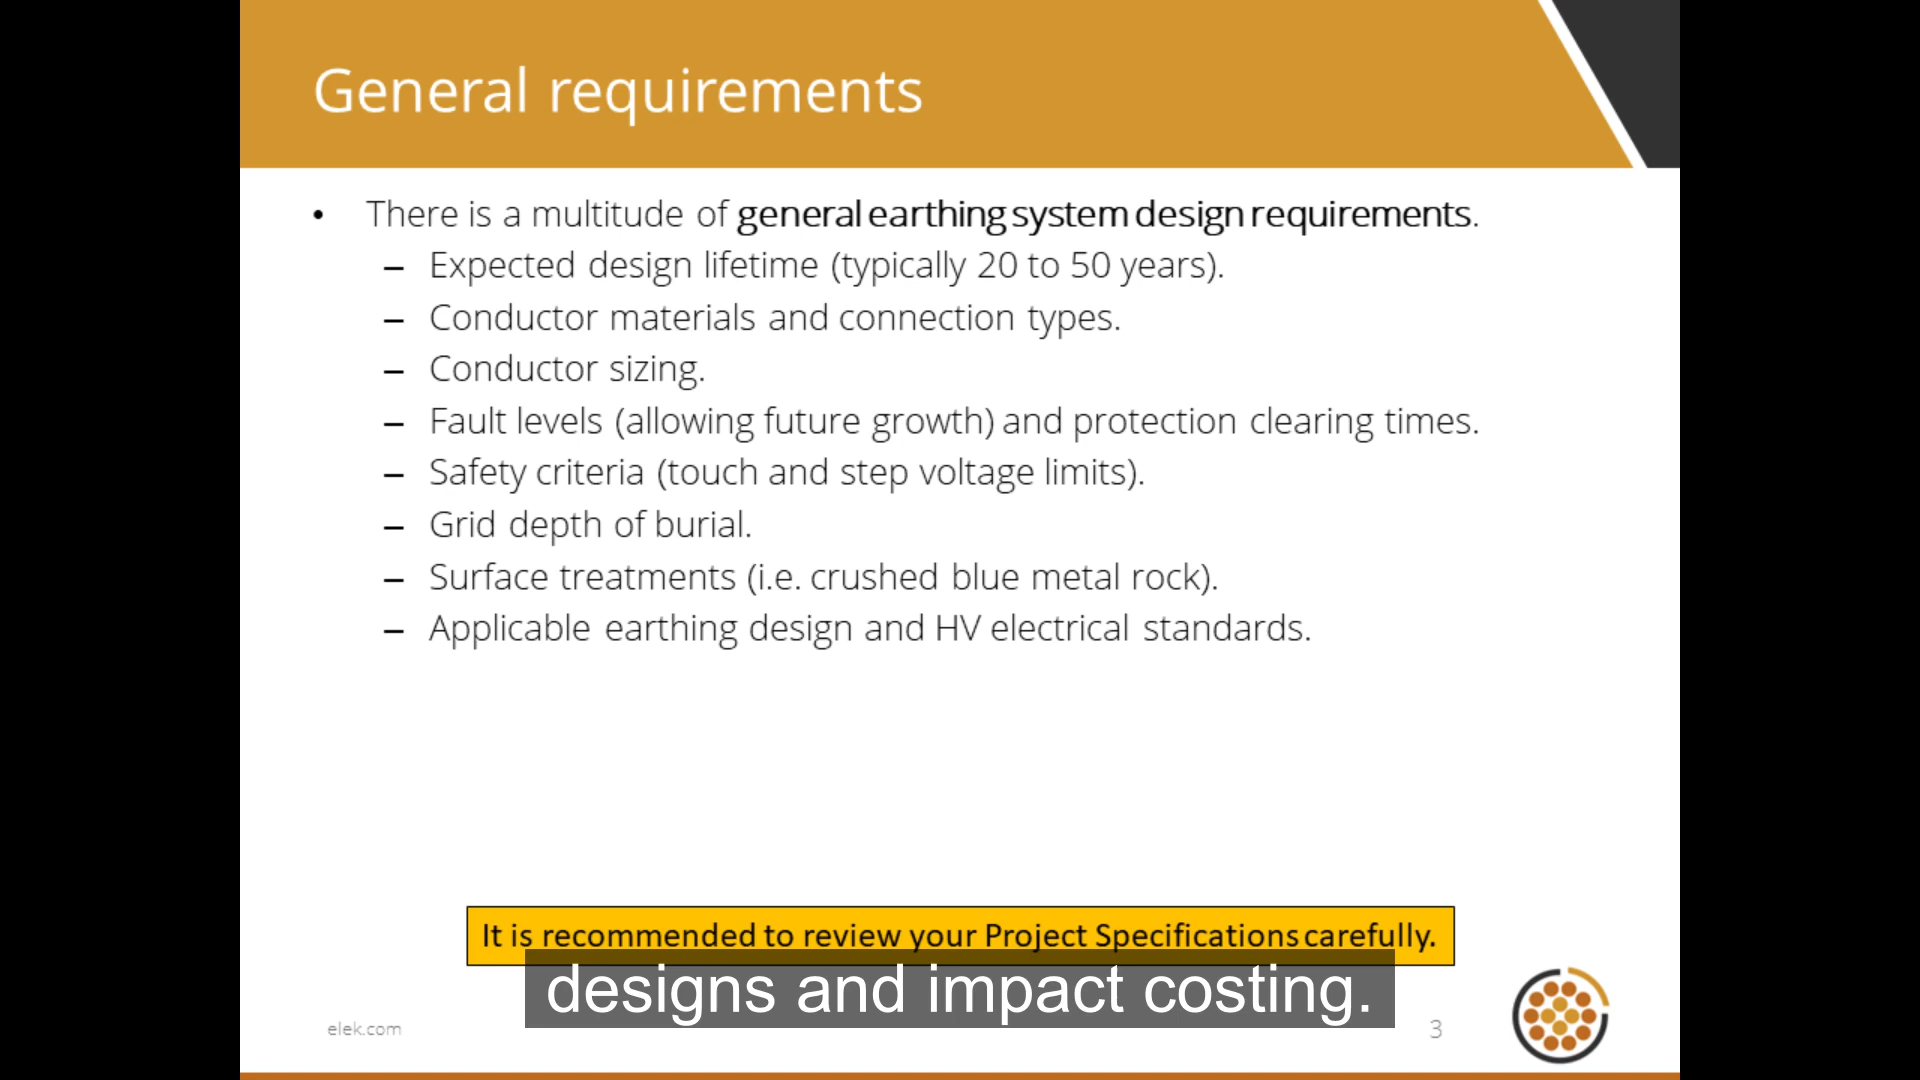 General requirements
• There is a multitude of general earthing system design requirements.
– Expected design lifetime (typically 20 to 50 years).
– Conductor materials and connection types.
– Conductor sizing.
– Fault levels (allowing future growth) and protection clearing times.
– Safety criteria (touch and step voltage limits).
– Grid depth of burial.
– Surface treatments (i.e. crushed blue metal rock).
– Applicable earthing design and HV electrical standards.
It is recommended to review your Project Specifications carefully.
designs and impact costing.
elek.com
3